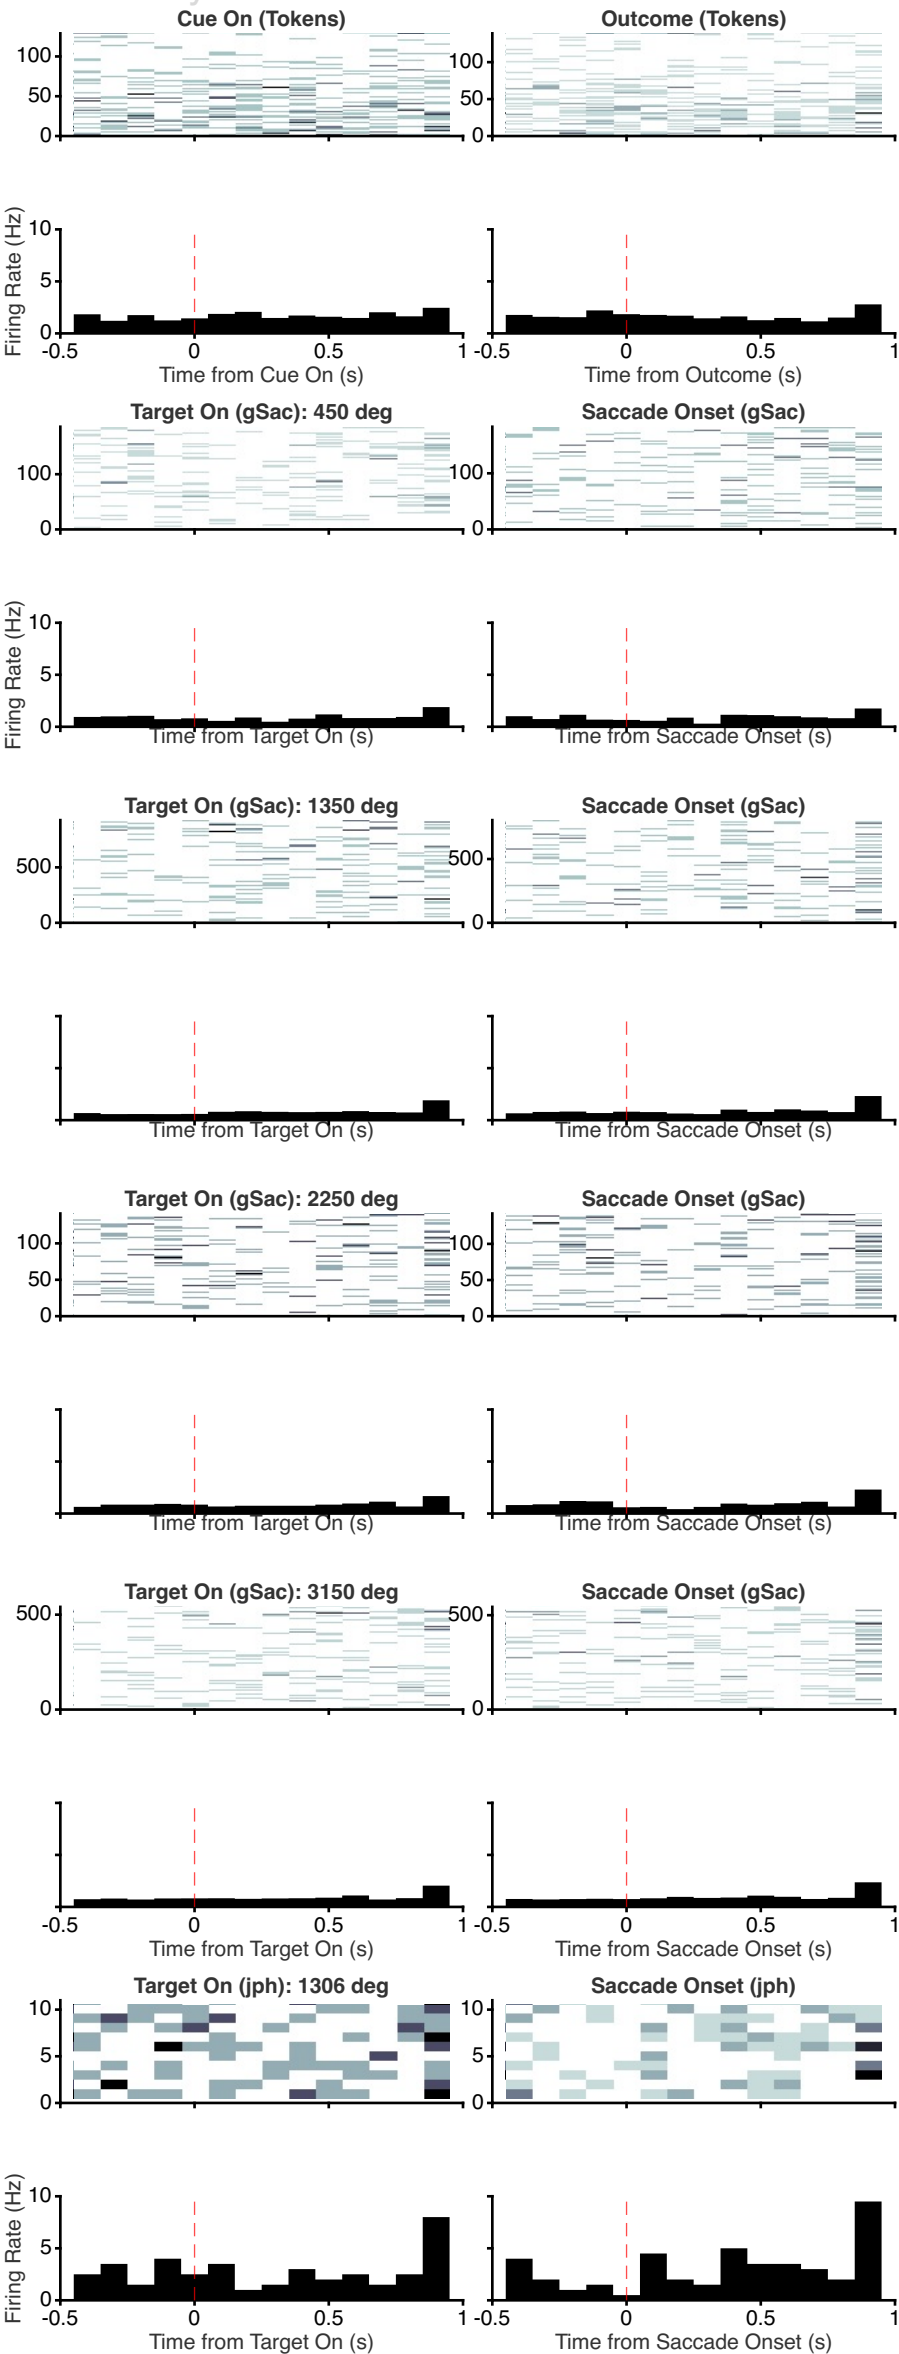 Cue On (Tokens) Outcome (Tokens)
100 100
50 50
0 0
Firing Rate (Hz)
10
5
0
-0.5 0 0.5 1 -0.5 0 0.5 1
Time from Cue On (s) Time from Outcome (s)
Target On (gSac): 450 deg Saccade Onset (gSac)
100 100
0 0
Firing Rate (Hz)
10
5
0
Time from Target On (s) Time from Saccade Onset (s)
Target On (gSac): 1350 deg Saccade Onset (gSac)
500 500
0 0
Time from Target On (s) Time from Saccade Onset (s)
Target On (gSac): 2250 deg Saccade Onset (gSac)
100 100
50 50
0 0
Time from Target On (s) Time from Saccade Onset (s)
Target On (gSac): 3150 deg Saccade Onset (gSac)
500 500
0 0
-0.5 0 0.5 1 -0.5 0 0.5 1
Time from Target On (s) Time from Saccade Onset (s)
Target On (jph): 1306 deg Saccade Onset (jph)
10 10
5 5
0 0
Firing Rate (Hz)
10
5
0
-0.5 0 0.5 1 -0.5 0 0.5 1
Time from Target On (s) Time from Saccade Onset (s)